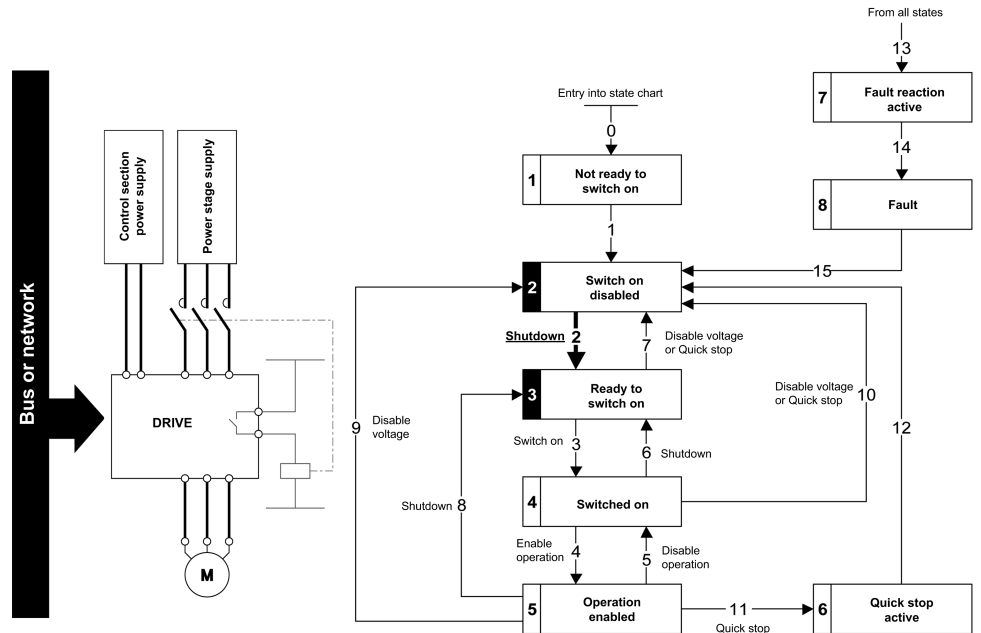 From all states
13
7
Fault reaction
active
14
8
Fault
15
Entry into state chart
0
1
Not ready to
switch on
1
2
Switch on
disabled
Shutdown 2
7
Disable voltage
or Quick stop
3
Ready to
switch on
Switch on 3
6 Shutdown
4
Switched on
Enable
operation
4
5
Disable
operation
5
Operation
enabled
11
Quick stop
6
Quick stop
active
Disable voltage
or Quick stop
10
12
9
Disable
voltage
Shutdown 8
Bus or network
Control section
power supply
Power stage supply
DRIVE
M